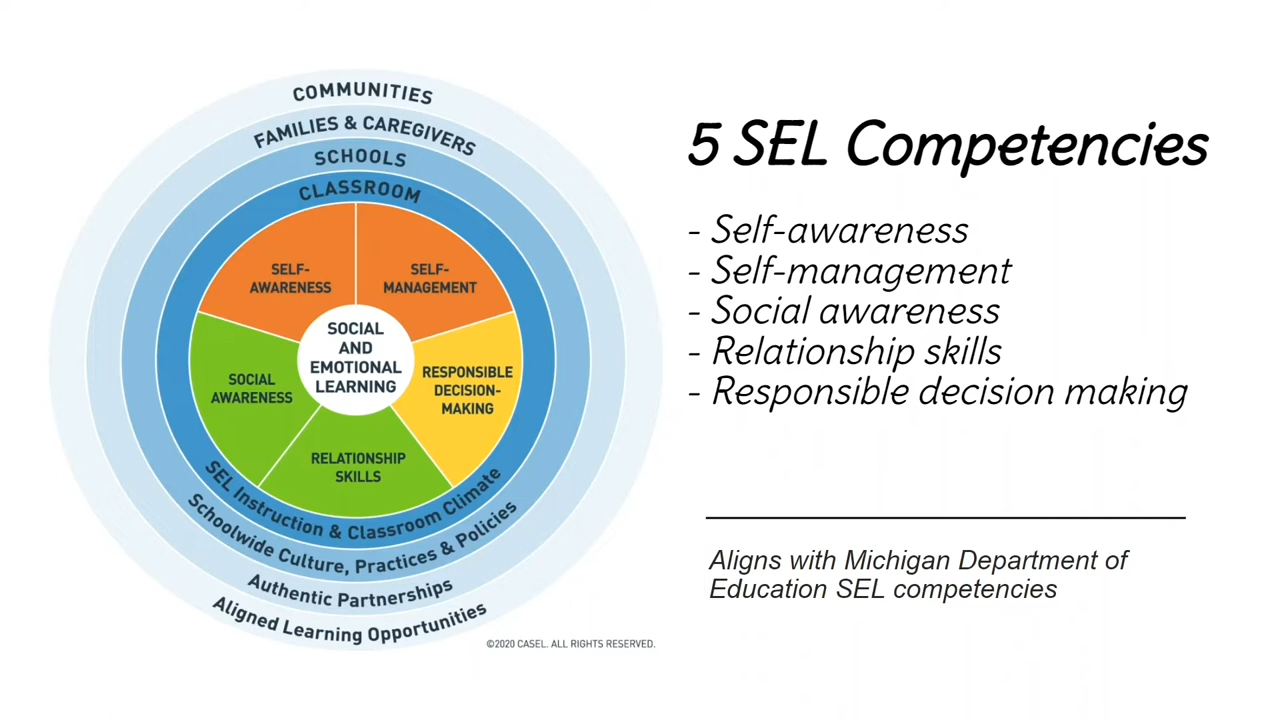 COMMUNITIES
FAMILIES & CAREGIVERS
SCHOOLS
CLASSROOM
SELF-
AWARENESS
SELF-
MANAGEMENT
SOCIAL
AND
EMOTIONAL
LEARNING
SOCIAL
AWARENESS
RESPONSIBLE
DECISION-
MAKING
RELATIONSHIP
SKILLS
SEL Instruction & Classroom Climate
Schoolwide Culture, Practices & Policies
Authentic Partnerships
Aligned Learning Opportunities
©2020 CASEL. ALL RIGHTS RESERVED.
5 SEL Competencies
- Self-awareness
- Self-management
- Social awareness
- Relationship skills
- Responsible decision making
Aligns with Michigan Department of
Education SEL competencies